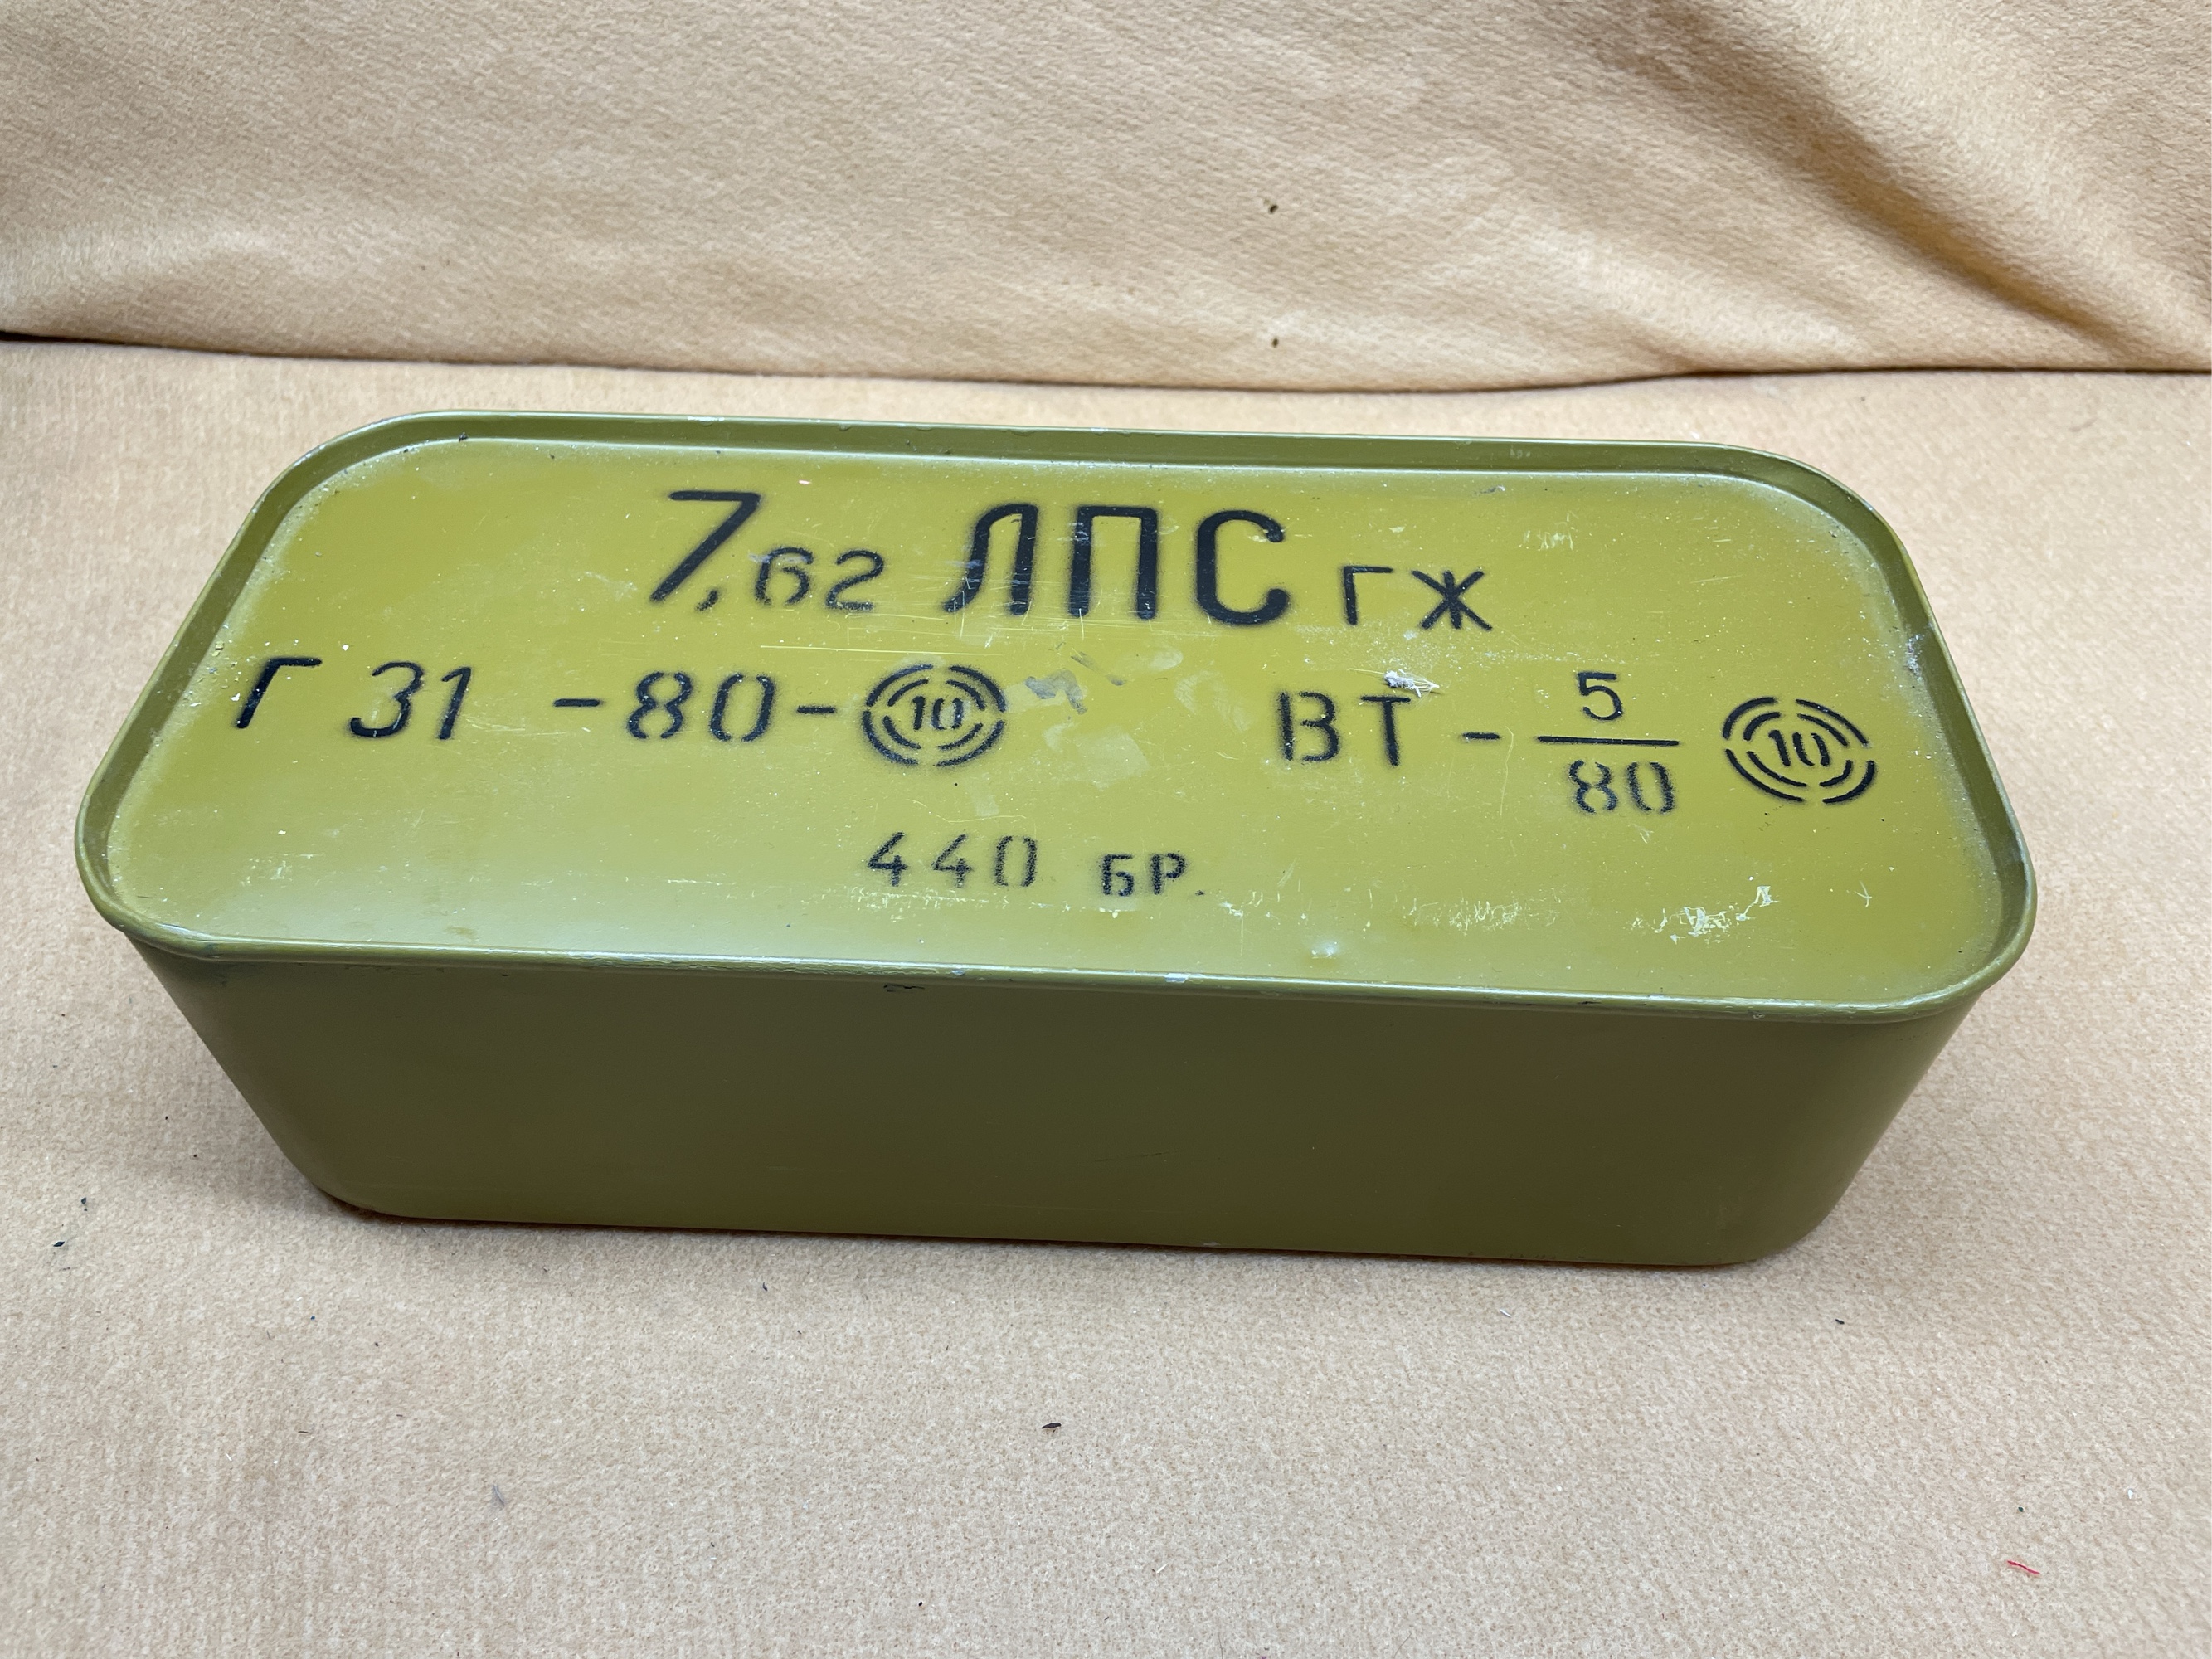 7,62 ЛПС ГЖ
Г 31 -80- 10 ВТ - 5/80 10
440 БР.